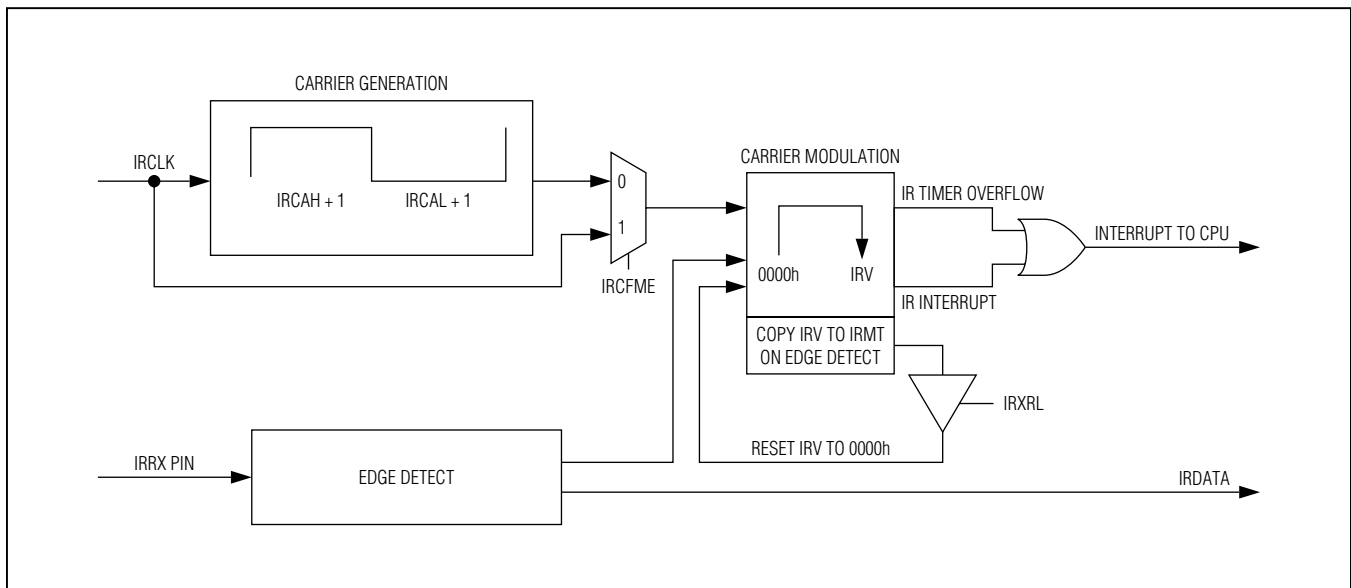 CARRIER GENERATION
IRCLK
IRCAH + 1
IRCAL + 1
0
1
IRCFME
CARRIER MODULATION
0000h
IRV
IR TIMER OVERFLOW
IR INTERRUPT
INTERRUPT TO CPU
COPY IRV TO IRMT
ON EDGE DETECT
IRXRL
RESET IRV TO 0000h
IRRX PIN
EDGE DETECT
IRDATA